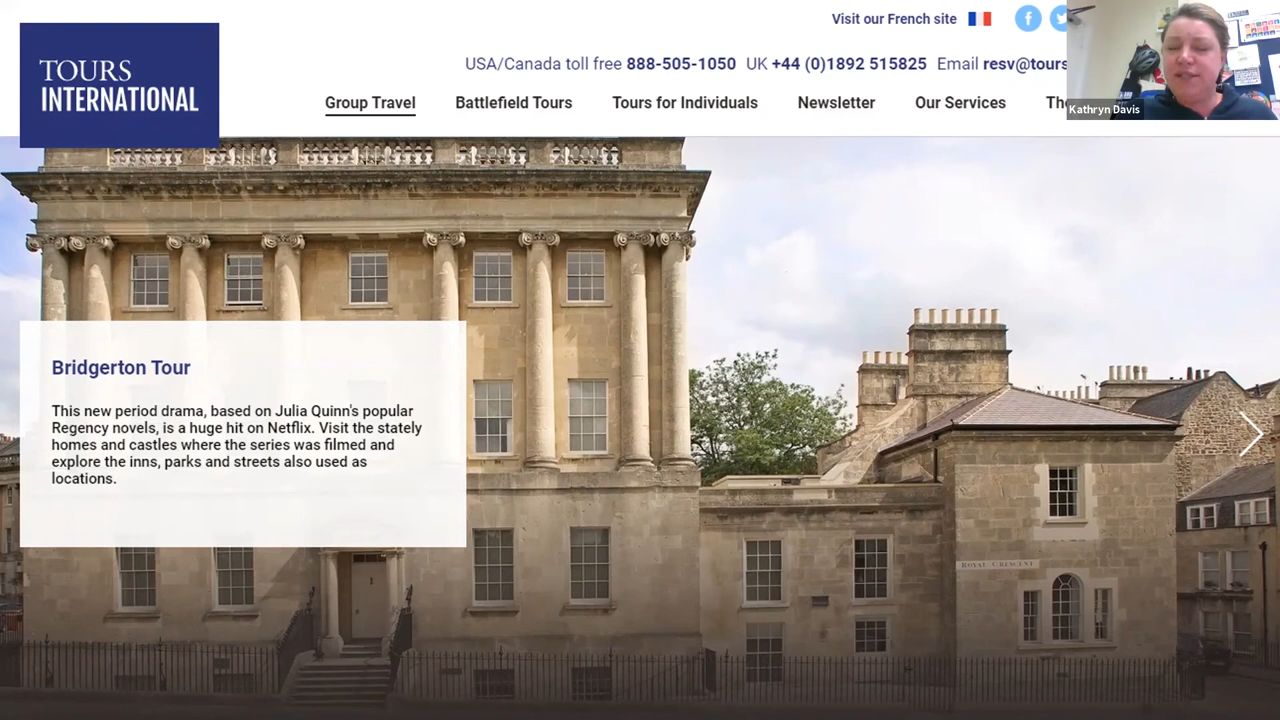 Visit our French site
USA/Canada toll free 888-505-1050 UK +44 (0)1892 515825 Email resv@tours
TOURS
INTERNATIONAL
Group Travel Battlefield Tours Tours for Individuals Newsletter Our Services
Kathryn Davis
Bridgerton Tour
This new period drama, based on Julia Quinn's popular
Regency novels, is a huge hit on Netflix. Visit the stately
homes and castles where the series was filmed and
explore the inns, parks and streets also used as
locations.
ROYAL CRESCENT